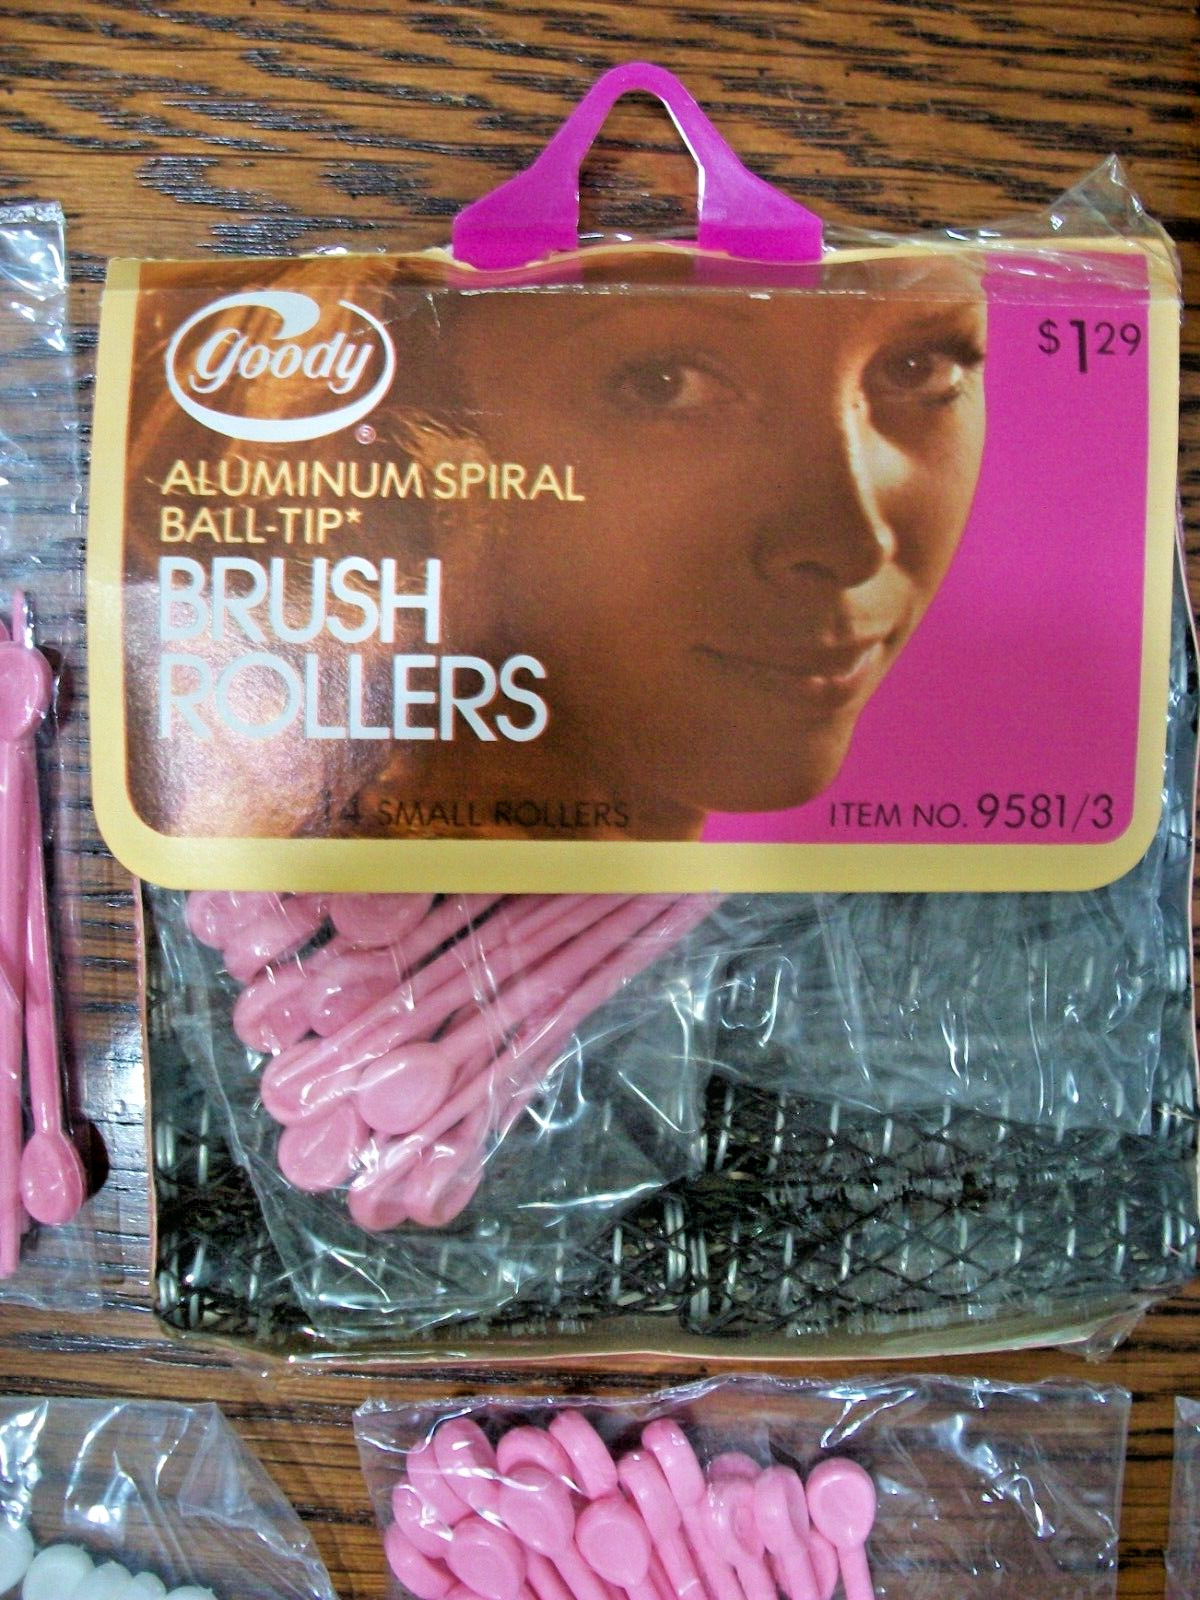 goody
®
$1.29
ALUMINUM SPIRAL
BALL-TIP*
BRUSH
ROLLERS
14 SMALL ROLLERS
ITEM NO. 9581/3